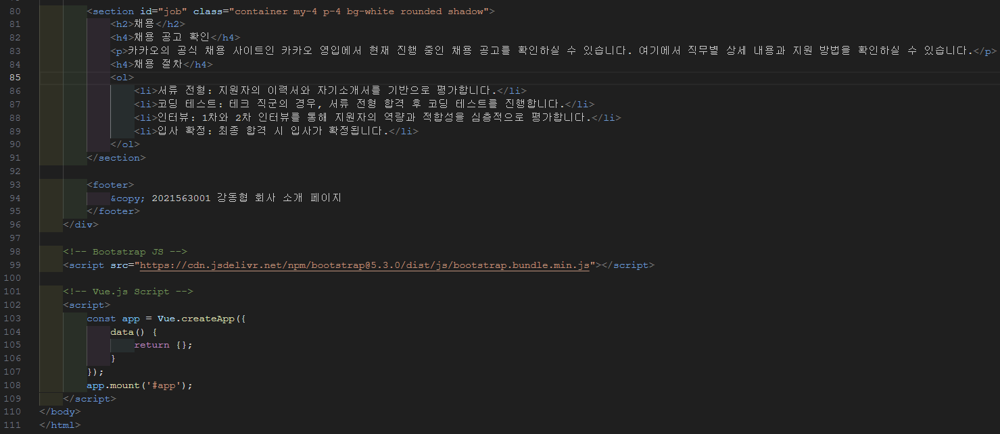 80 <section id="job" class="container my-4 p-4 bg-white rounded shadow">
81 <h2>채용</h2>
82 <h4>채용 공고 확인</h4>
83 <p>카카오의 공식 채용 사이트인 카카오 영입에서 현재 진행 중인 채용 공고를 확인하실 수 있습니다. 여기에서 직무별 상세 내용과 지원 방법을 확인하실 수 있습니다.</p>
84 <h4>채용 절차</h4>
85 <ol>
86 <li>서류 전형: 지원자의 이력서와 자기소개서를 기반으로 평가합니다.</li>
87 <li>코딩 테스트: 테크 직군의 경우, 서류 전형 합격 후 코딩 테스트를 진행합니다.</li>
88 <li>인터뷰: 1차와 2차 인터뷰를 통해 지원자의 역량과 적합성을 심층적으로 평가합니다.</li>
89 <li>입사 확정: 최종 합격 시 입사가 확정됩니다.</li>
90 </ol>
91 </section>
92
93 <footer>
94 &copy; 2021563001 강동협 회사 소개 페이지
95 </footer>
96 </div>
97
98 <!-- Bootstrap JS -->
99 <script src="https://cdn.jsdelivr.net/npm/bootstrap@5.3.0/dist/js/bootstrap.bundle.min.js"></script>
100
101 <!-- Vue.js Script -->
102 <script>
103 const app = Vue.createApp({
104 data() {
105 return {};
106 }
107 });
108 app.mount('#app');
109 </script>
110 </body>
111 </html>